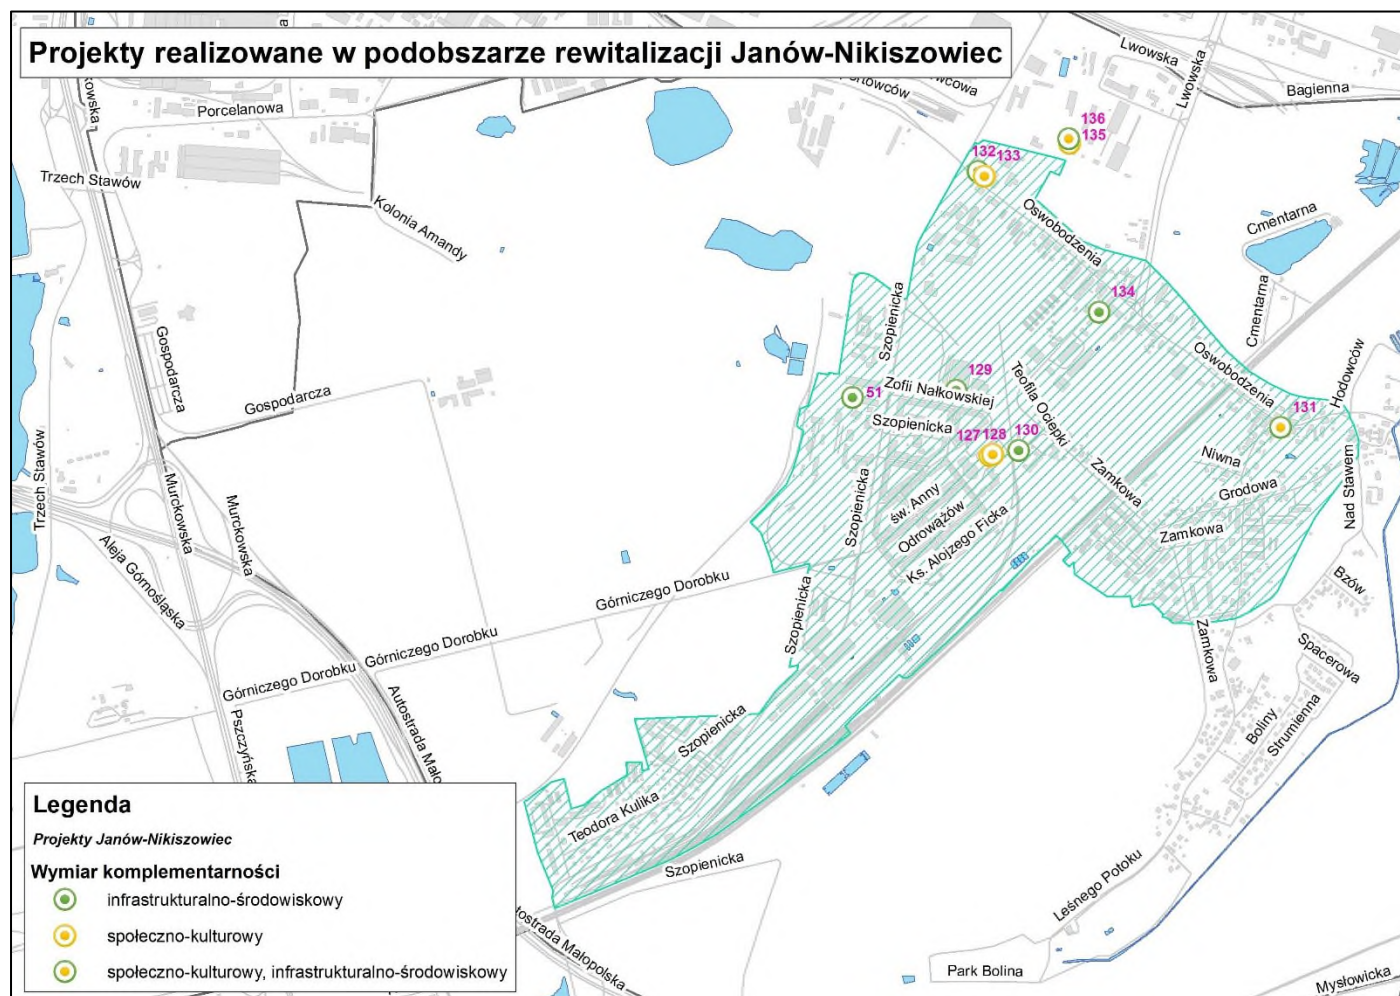 Projekty realizowane w podobszarze rewitalizacji Janów-Nikiszowiec
Lwowska
Lwowska
Bagienna
Porcelanowa
136
135
132 133
Trzech Stawów
Kolonia Amandy
Oswobodzenia
Cmentarna
Cmentarna
134
Szopienicka
Gospodarcza
Gospodarcza
129
Zofii Nałkowskiej
Teofila Ociepki
Oswobodzenia
Hodowców
51
Szopienicka
127 128 130
131
Niwna
Zamkowa
Grodowa
Nad Stawem
Trzech Stawów
Murckowska
Murckowska
Szopienicka
św. Anny
Odrowążów
Ks. Alojzego Ficka
Zamkowa
Aleja Górnośląska
Górniczego Dorobku
Szopienicka
Bzów
Górniczego Dorobku
Górniczego Dorobku
Zamkowa
Spacerowa
Pszczyńska
Autostrada Mało
Szopienicka
Boliny
Strumienna
Teodora Kulika
Szopienicka
Leśnego Potoku
tostrada Małopolska
Park Bolina
Mysłowicka
Legenda
Projekty Janów-Nikiszowiec
Wymiar komplementarności
infrastrukturalno-środowiskowy
społeczno-kulturowy
społeczno-kulturowy, infrastrukturalno-środowiskowy